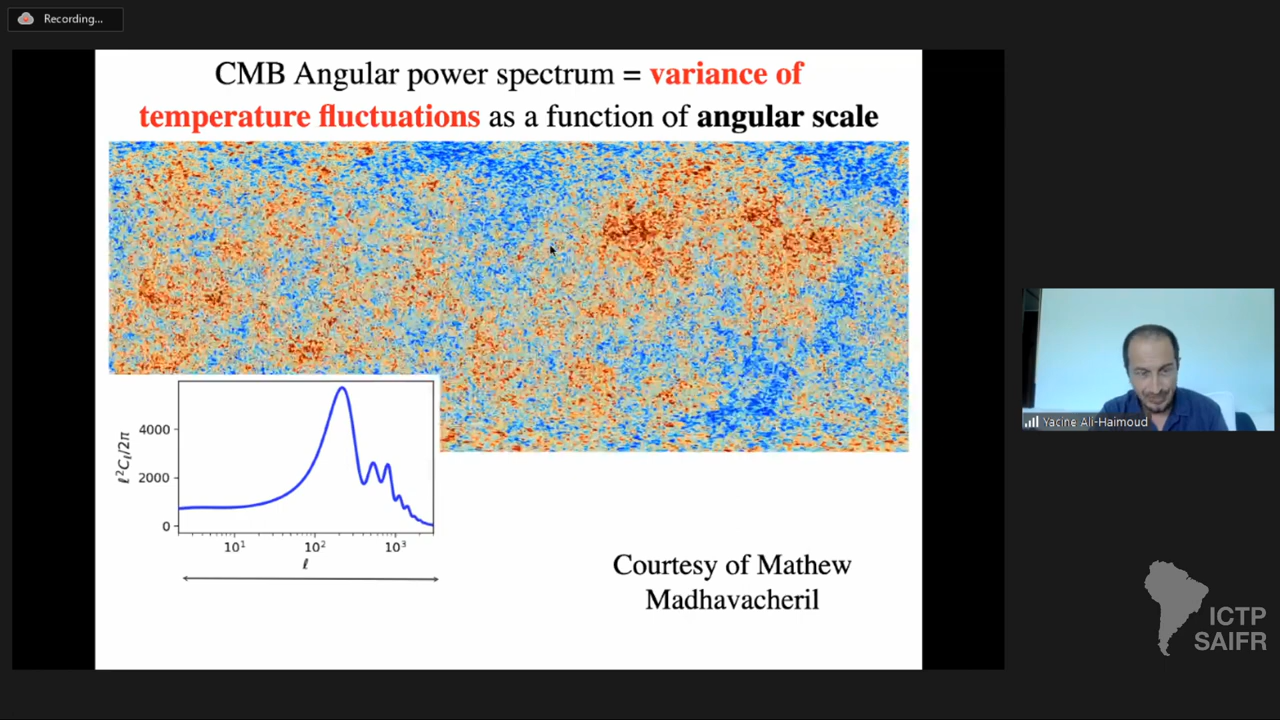 Recording...
CMB Angular power spectrum = variance of
temperature fluctuations as a function of angular scale
4000
2000
0
ℓ²Cₗ/2π
10¹
10²
10³
ℓ
Courtesy of Mathew
Madhavacheril
Yacine Ali-Haimoud
ICTP
SAIFR